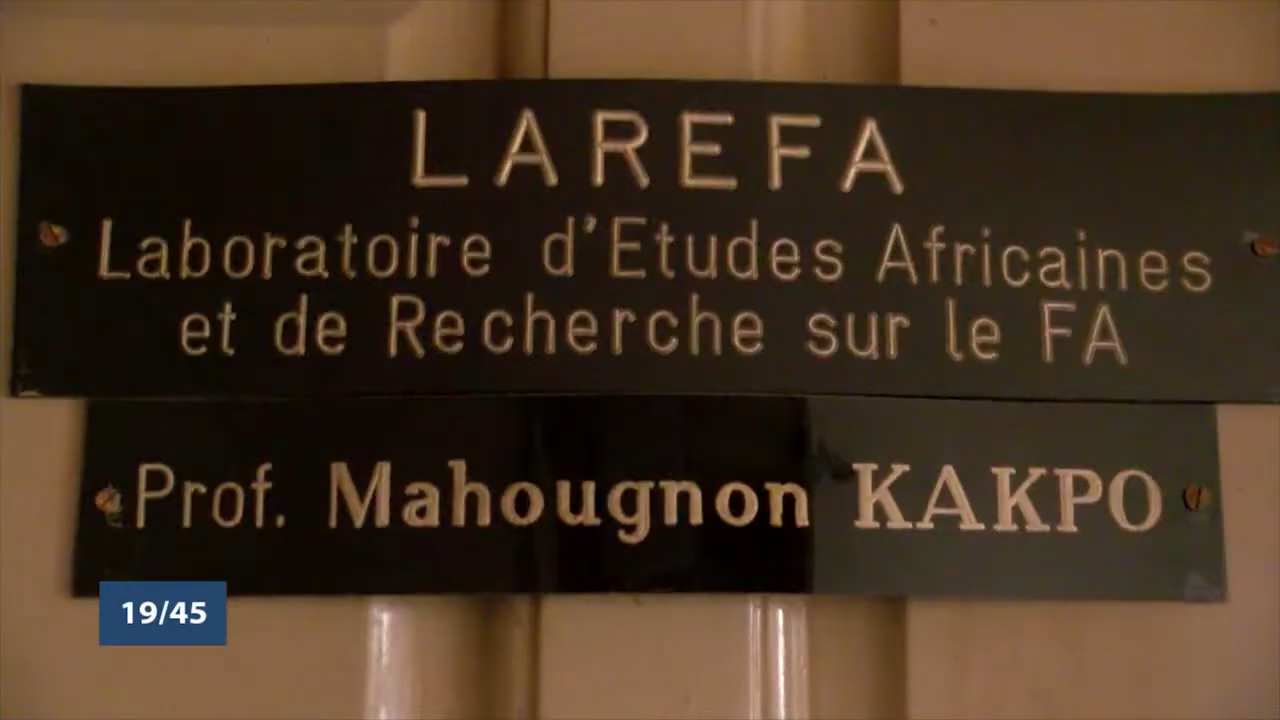 LAREFA
Laboratoire d'Etudes Africaines
et de Recherche sur le FA
Prof. Mahougnon KAKPO
19/45